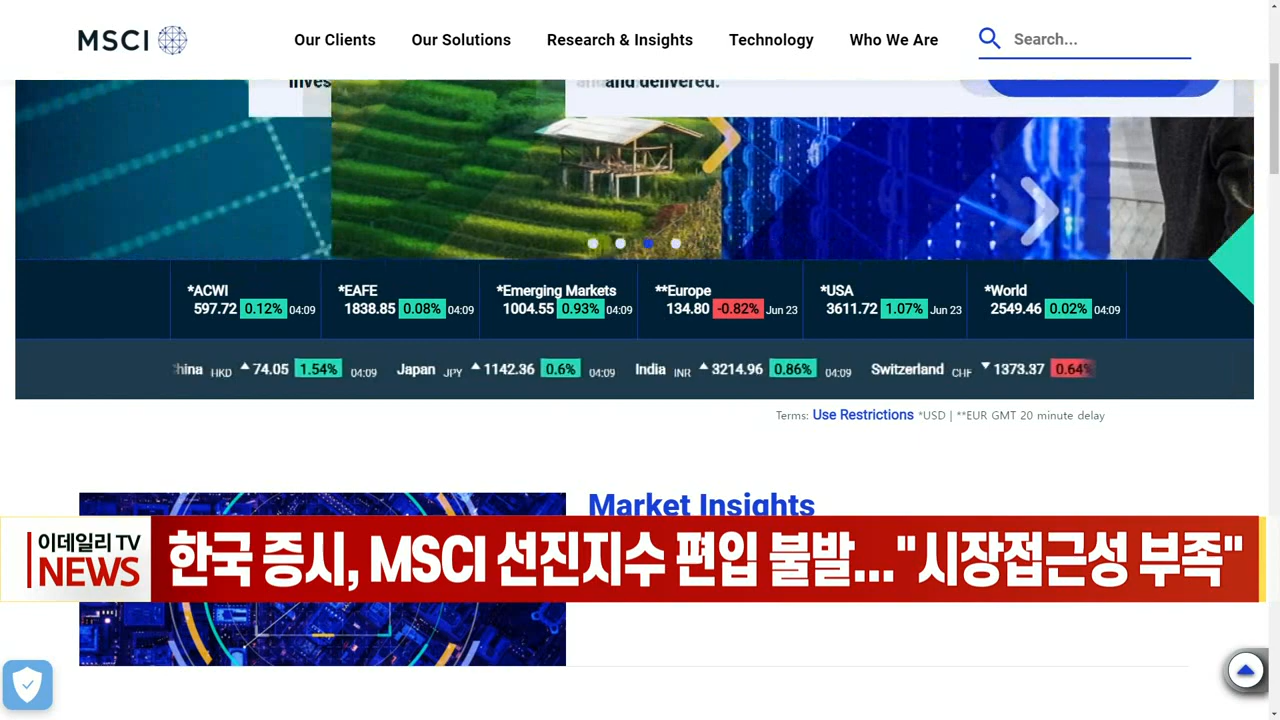 MSCI
Our Clients
Our Solutions
Research & Insights
Technology
Who We Are
Search...
and delivered.
*ACWI
597.72 0.12% 04:09
*EAFE
1838.85 0.08% 04:09
*Emerging Markets
1004.55 0.93% 04:09
**Europe
134.80 -0.82% Jun 23
*USA
3611.72 1.07% Jun 23
*World
2549.46 0.02% 04:09
HKD 74.05 1.54% 04:09
Japan JPY 1142.36 0.6% 04:09
India INR 3214.96 0.86% 04:09
Switzerland CHF 1373.37 0.64%
Terms: Use Restrictions *USD | **EUR GMT 20 minute delay
Market Insights
이데일리 TV
NEWS
한국 증시, MSCI 선진지수 편입 불발..."시장접근성 부족"